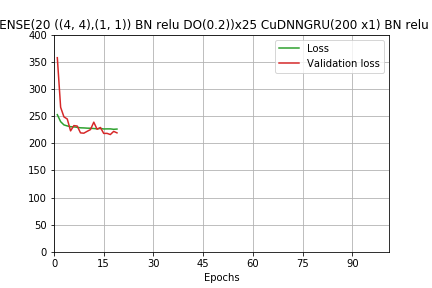 ENSE(20 ((4, 4),(1, 1)) BN relu DO(0.2))x25 CuDNNGRU(200 x1) BN relu
400
350
300
250
200
150
100
50
0
Loss
Validation loss
0 15 30 45 60 75 90
Epochs